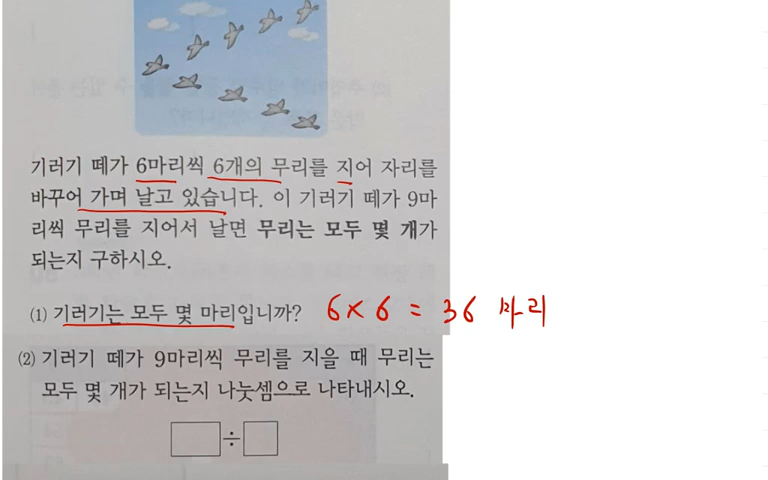 기러기 떼가 6마리씩 6개의 무리를 지어 자리를
바꾸어 가며 날고 있습니다. 이 기러기 떼가 9마
리씩 무리를 지어서 날면 무리는 모두 몇 개가
되는지 구하시오.
(1) 기러기는 모두 몇 마리입니까? 6×6 = 36 마리
(2) 기러기 떼가 9마리씩 무리를 지을 때 무리는
모두 몇 개가 되는지 나눗셈으로 나타내시오.
÷